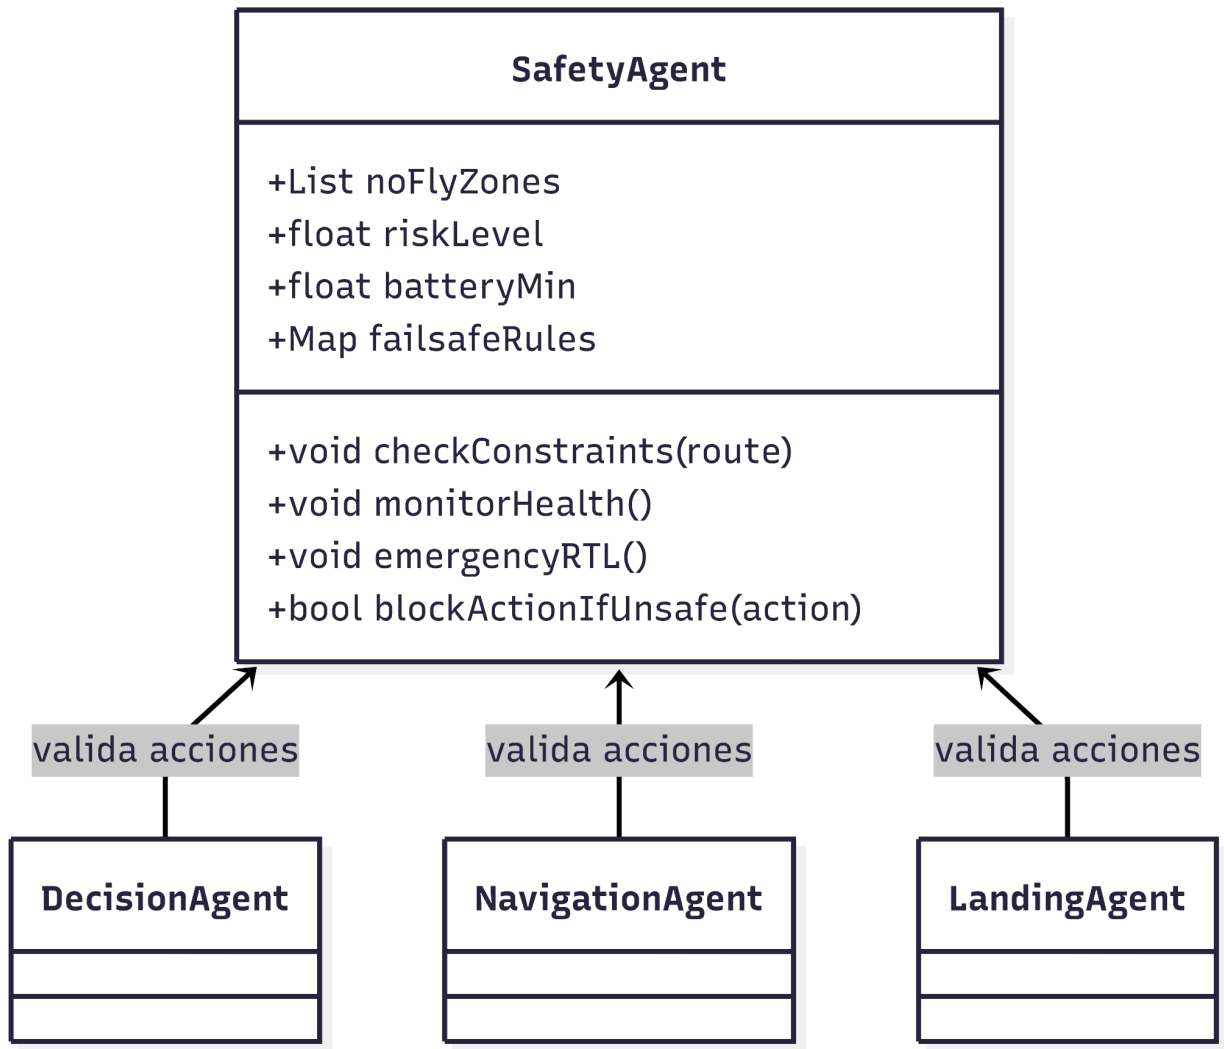 SafetyAgent
+List noFlyZones
+float riskLevel
+float batteryMin
+Map failsafeRules
+void checkConstraints(route)
+void monitorHealth()
+void emergencyRTL()
+bool blockActionIfUnsafe(action)
valida acciones
valida acciones
valida acciones
DecisionAgent
NavigationAgent
LandingAgent